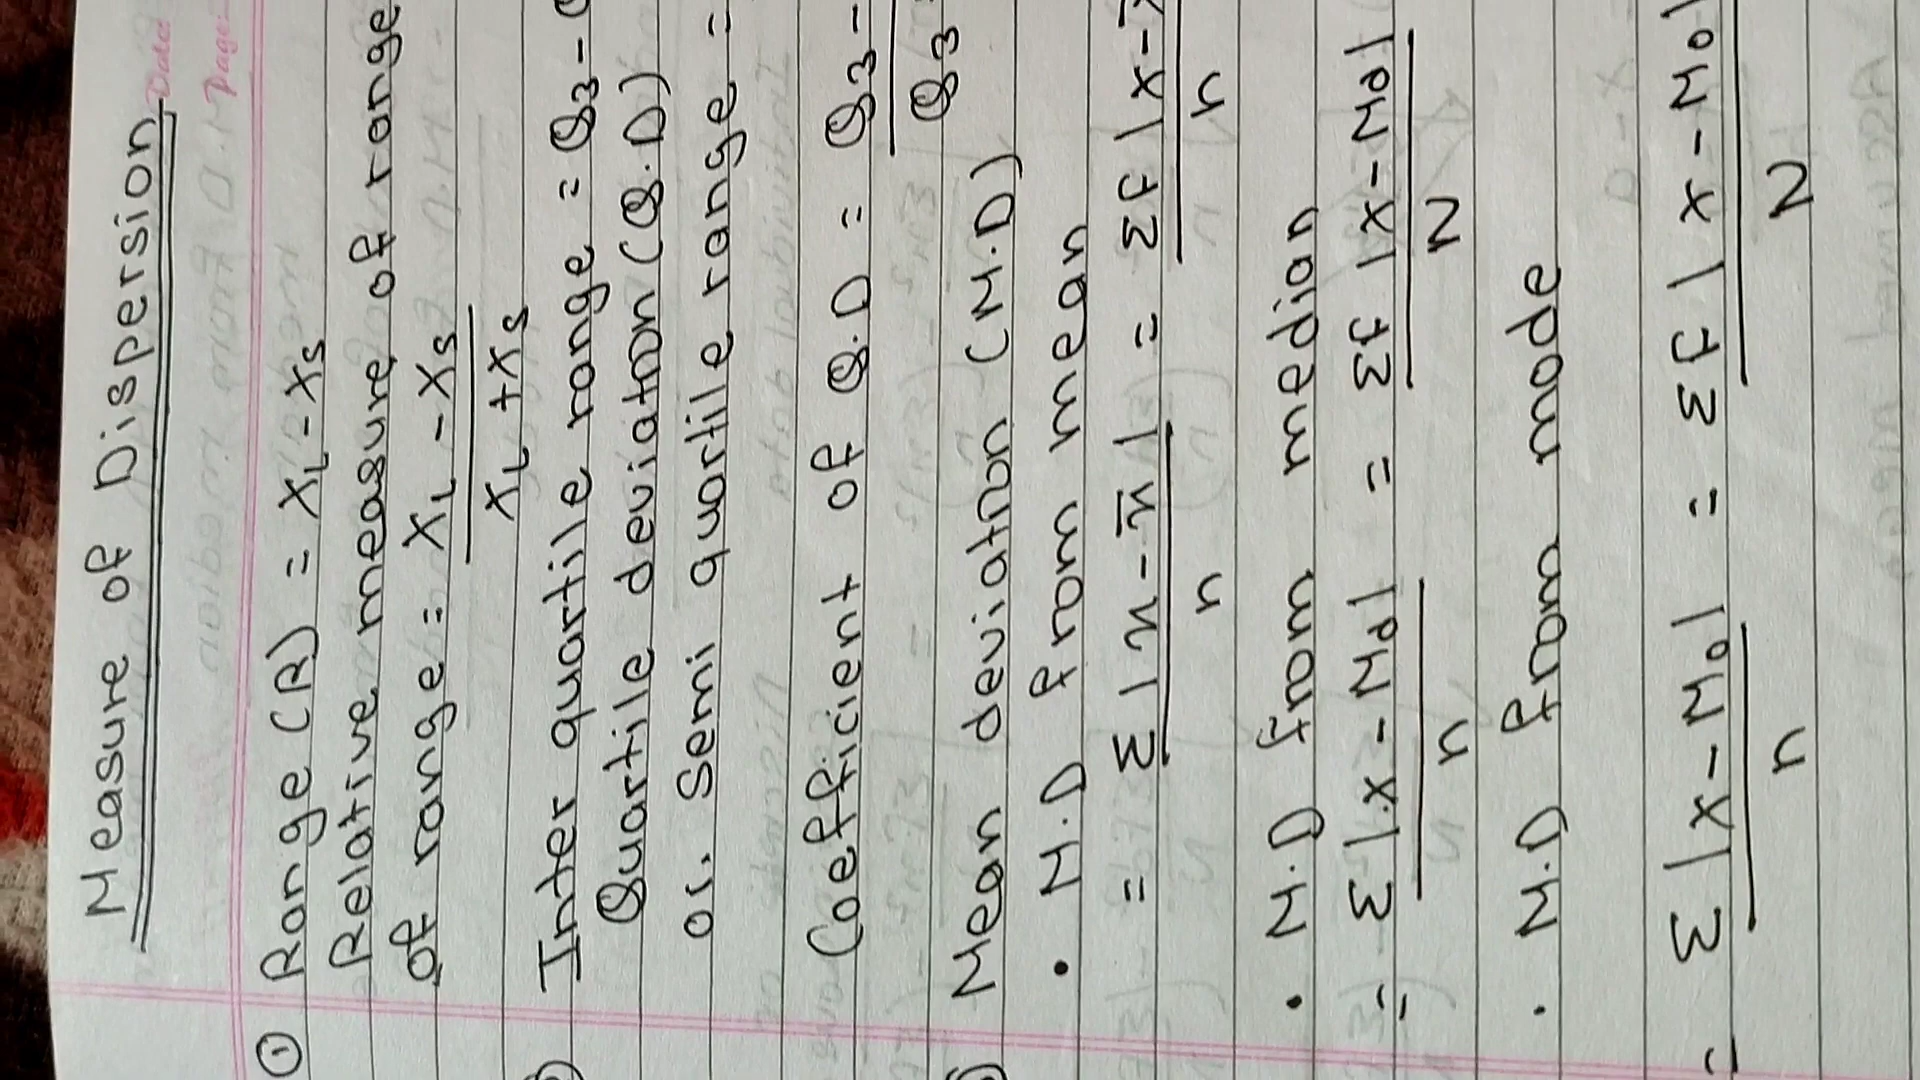 Date
Page:
Measure of Dispersion
① Range (R) = XL - XS
Relative measure of range
of range = XL - XS
XL + XS
Inter quartile range = Q3 -
Quartile deviation (Q.D)
or. Semi quartile range =
Coefficient of Q.D = Q3 -
Q3
Mean deviation (M.D)
• M.D from mean
= Σ|x - x̄| = Σf|x -
n n
• M.D from median
= Σ|x - Md| = Σf|x - Md|
n N
• M.D from mode
= Σ|x - Mo| = Σf|x - Mo|
n N